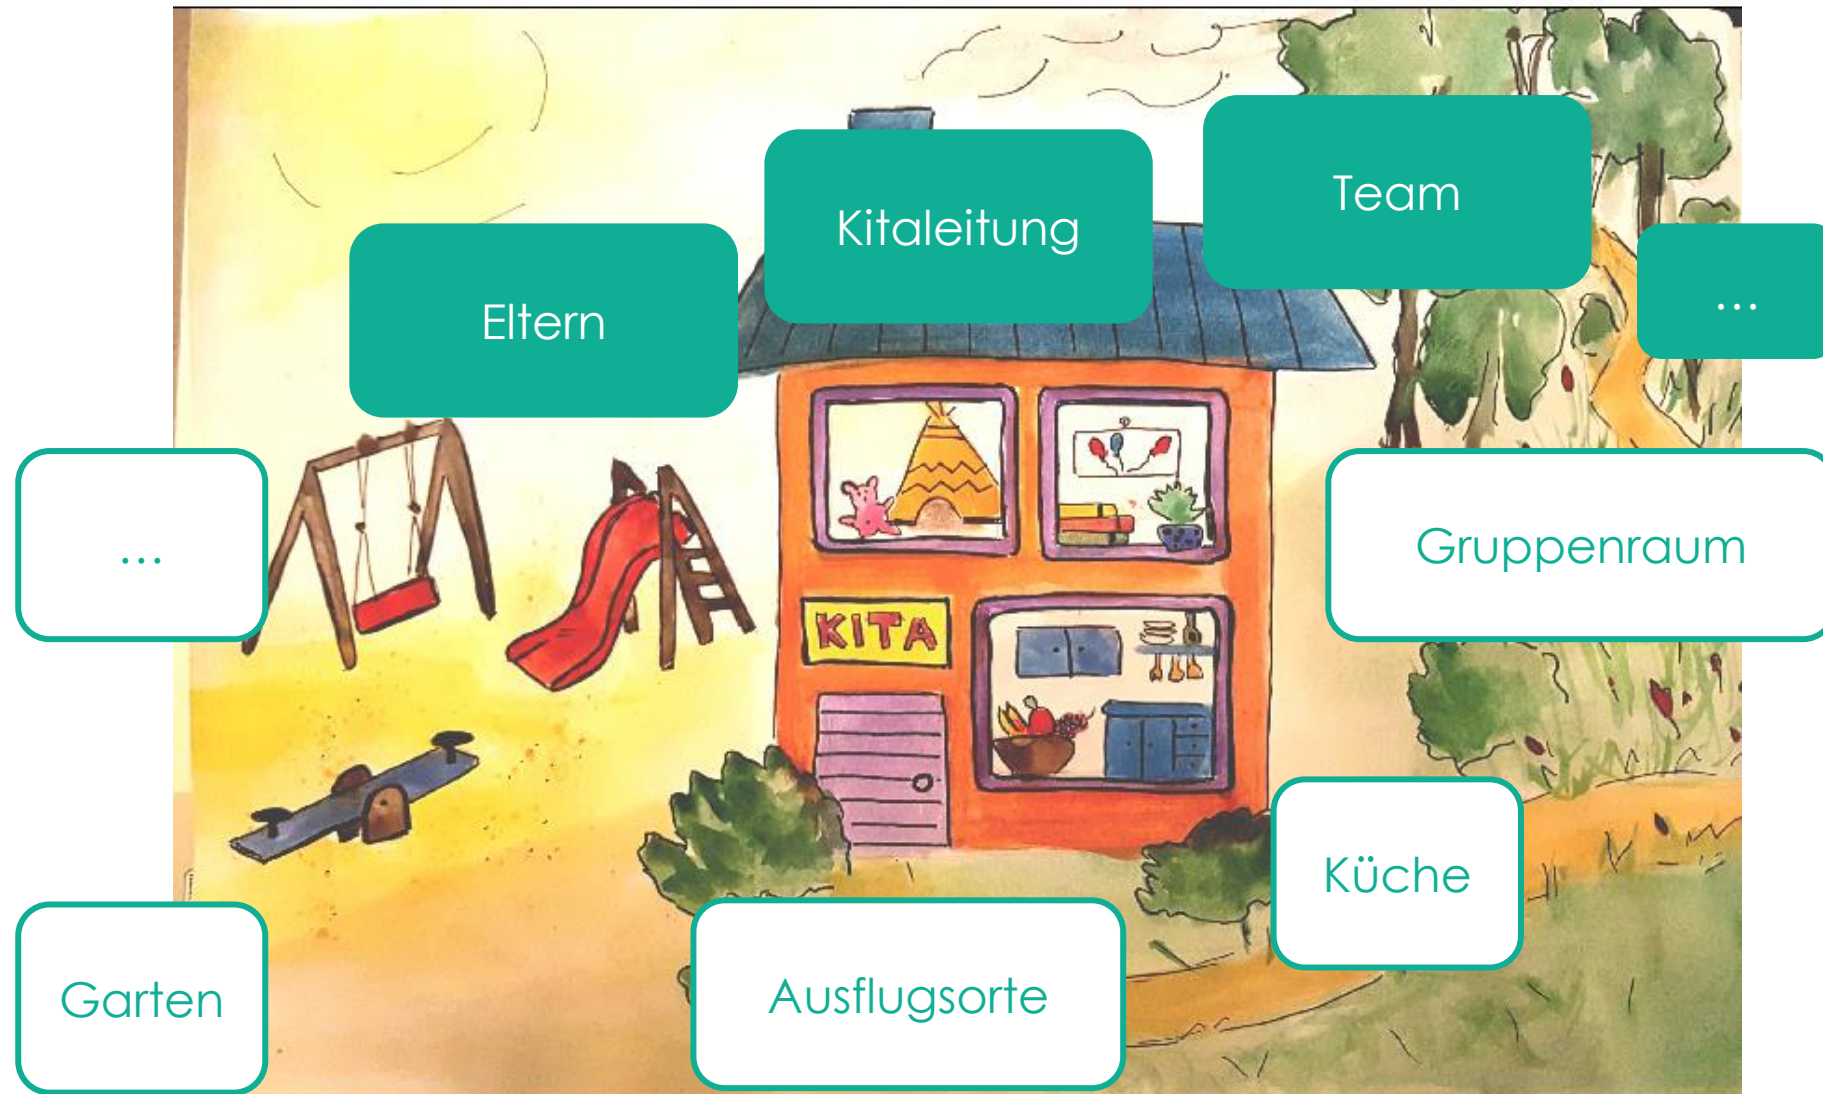 Team
Kitaleitung
…
Eltern
Gruppenraum
…
KITA
Küche
Ausflugsorte
Garten